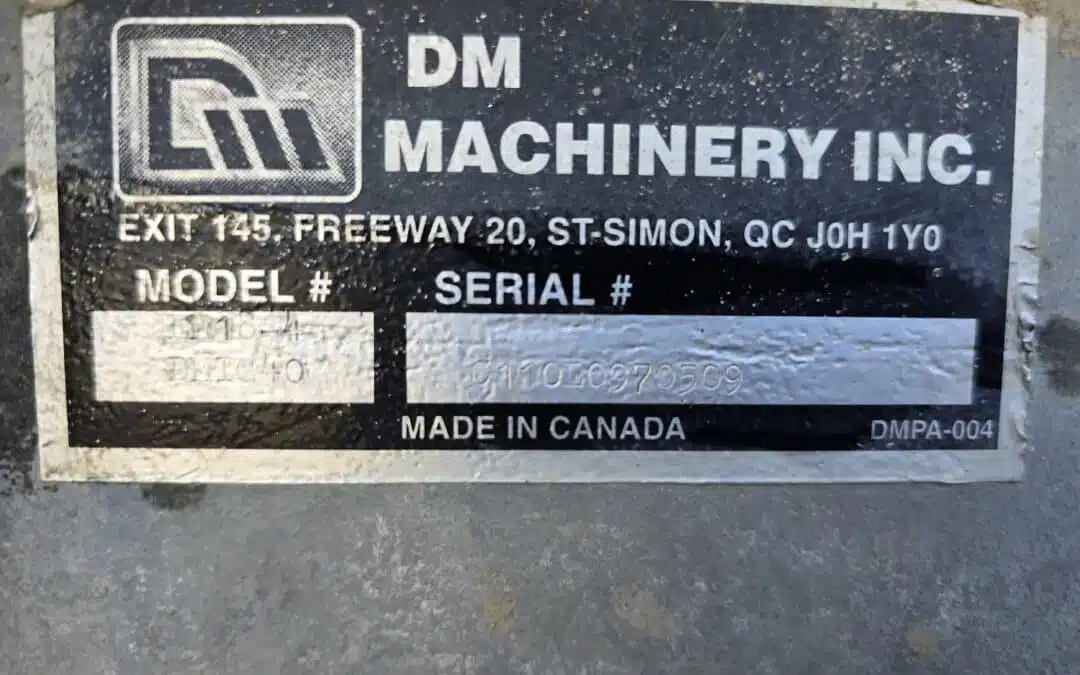 DM
MACHINERY INC.
EXIT 145, FREEWAY 20, ST-SIMON, QC J0H 1Y0
MODEL # SERIAL #
MADE IN CANADA DMPA-004